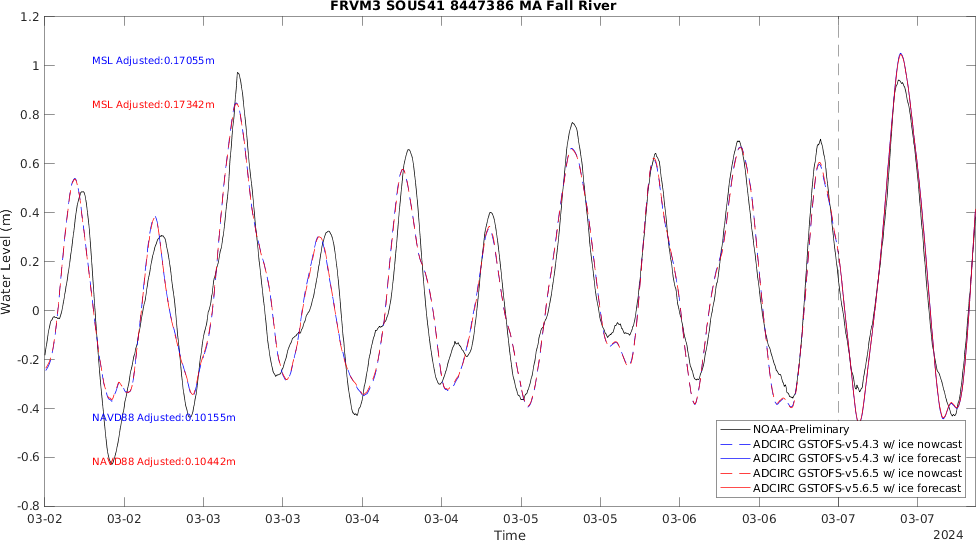 FRVM3 SOUS41 8447386 MA Fall River
1.2
1
0.8
0.6
0.4
0.2
0
-0.2
-0.4
-0.6
-0.8
Water Level (m)
MSL Adjusted:0.17055m
MSL Adjusted:0.17342m
NAVD88 Adjusted:0.10155m
NAVD88 Adjusted:0.10442m
NOAA-Preliminary
ADCIRC GSTOFS-v5.4.3 w/ ice nowcast
ADCIRC GSTOFS-v5.4.3 w/ ice forecast
ADCIRC GSTOFS-v5.6.5 w/ ice nowcast
ADCIRC GSTOFS-v5.6.5 w/ ice forecast
03-02 03-02 03-03 03-03 03-04 03-04 03-05 03-05 03-06 03-06 03-07 03-07
Time
2024